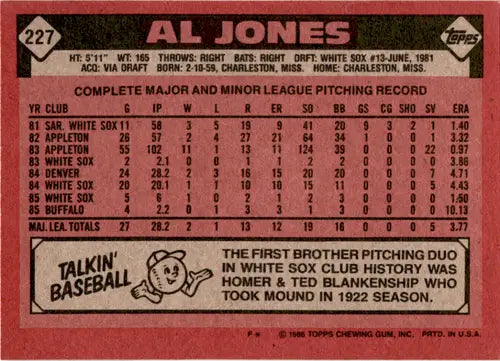 227
AL JONES
Topps
HT: 5'11" WT: 165 THROWS: RIGHT BATS: RIGHT DRFT: WHITE SOX #13-JUNE, 1981
ACQ: VIA DRAFT BORN: 2-10-59, CHARLESTON, MISS. HOME: CHARLESTON, MISS.
COMPLETE MAJOR AND MINOR LEAGUE PITCHING RECORD
YR CLUB G IP W L R ER SO BB GS CG SHO SV ERA
81 SAR. WHITE SOX 11 58 3 5 19 9 41 20 9 3 2 1 1.40
82 APPLETON 26 57 2 4 27 21 64 34 1 0 0 1 3.32
83 APPLETON 55 102 11 1 13 11 124 39 0 0 0 22 0.97
83 WHITE SOX 2 2.1 0 0 1 1 2 2 0 0 0 0 3.86
84 DENVER 24 28.2 3 1 16 15 20 20 0 0 0 7 4.71
84 WHITE SOX 20 20.1 1 1 10 10 15 11 0 0 0 5 4.43
85 WHITE SOX 5 6 1 0 2 1 2 3 0 0 0 0 1.50
85 BUFFALO 4 2.2 0 1 3 3 3 6 0 0 0 0 10.13
MAJ. LEA. TOTALS 27 28.2 2 1 13 12 19 16 0 0 0 5 3.77
TALKIN'
BASEBALL
THE FIRST BROTHER PITCHING DUO
IN WHITE SOX CLUB HISTORY WAS
HOMER & TED BLANKENSHIP WHO
TOOK MOUND IN 1922 SEASON.
F* © 1986 TOPPS CHEWING GUM, INC. PRTD. IN U.S.A.